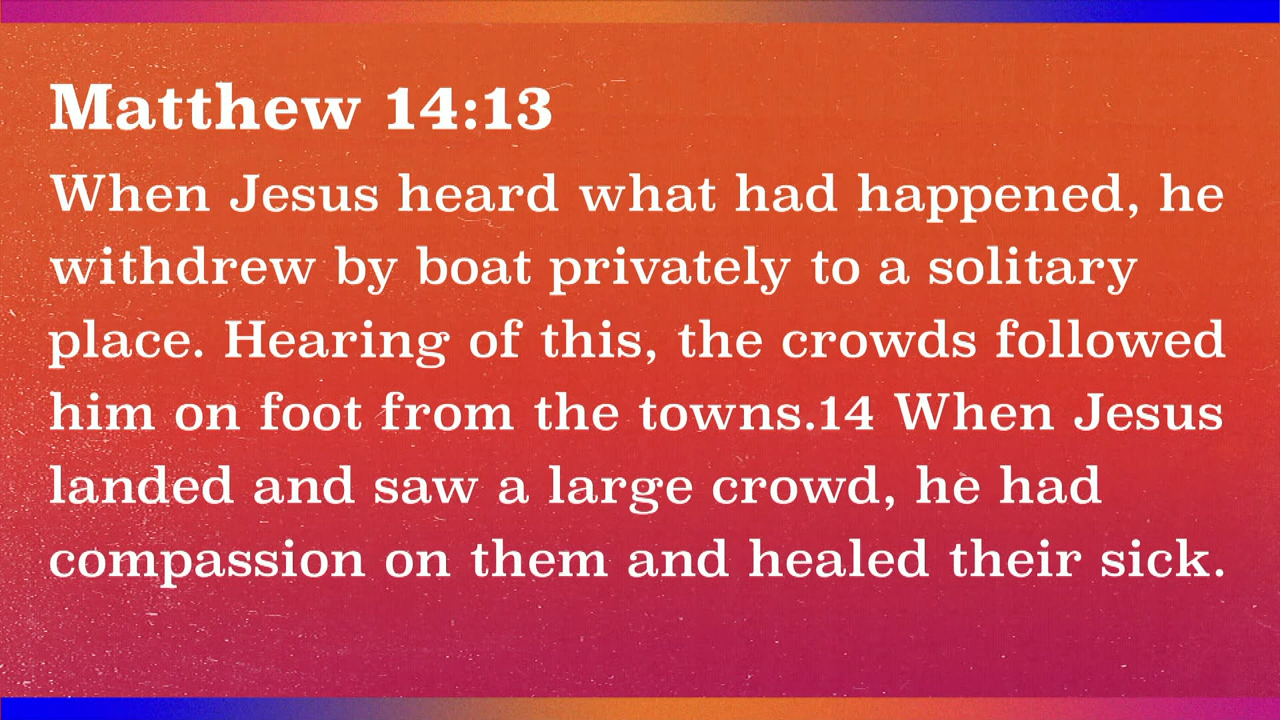 Matthew 14:13
When Jesus heard what had happened, he
withdrew by boat privately to a solitary
place. Hearing of this, the crowds followed
him on foot from the towns.14 When Jesus
landed and saw a large crowd, he had
compassion on them and healed their sick.